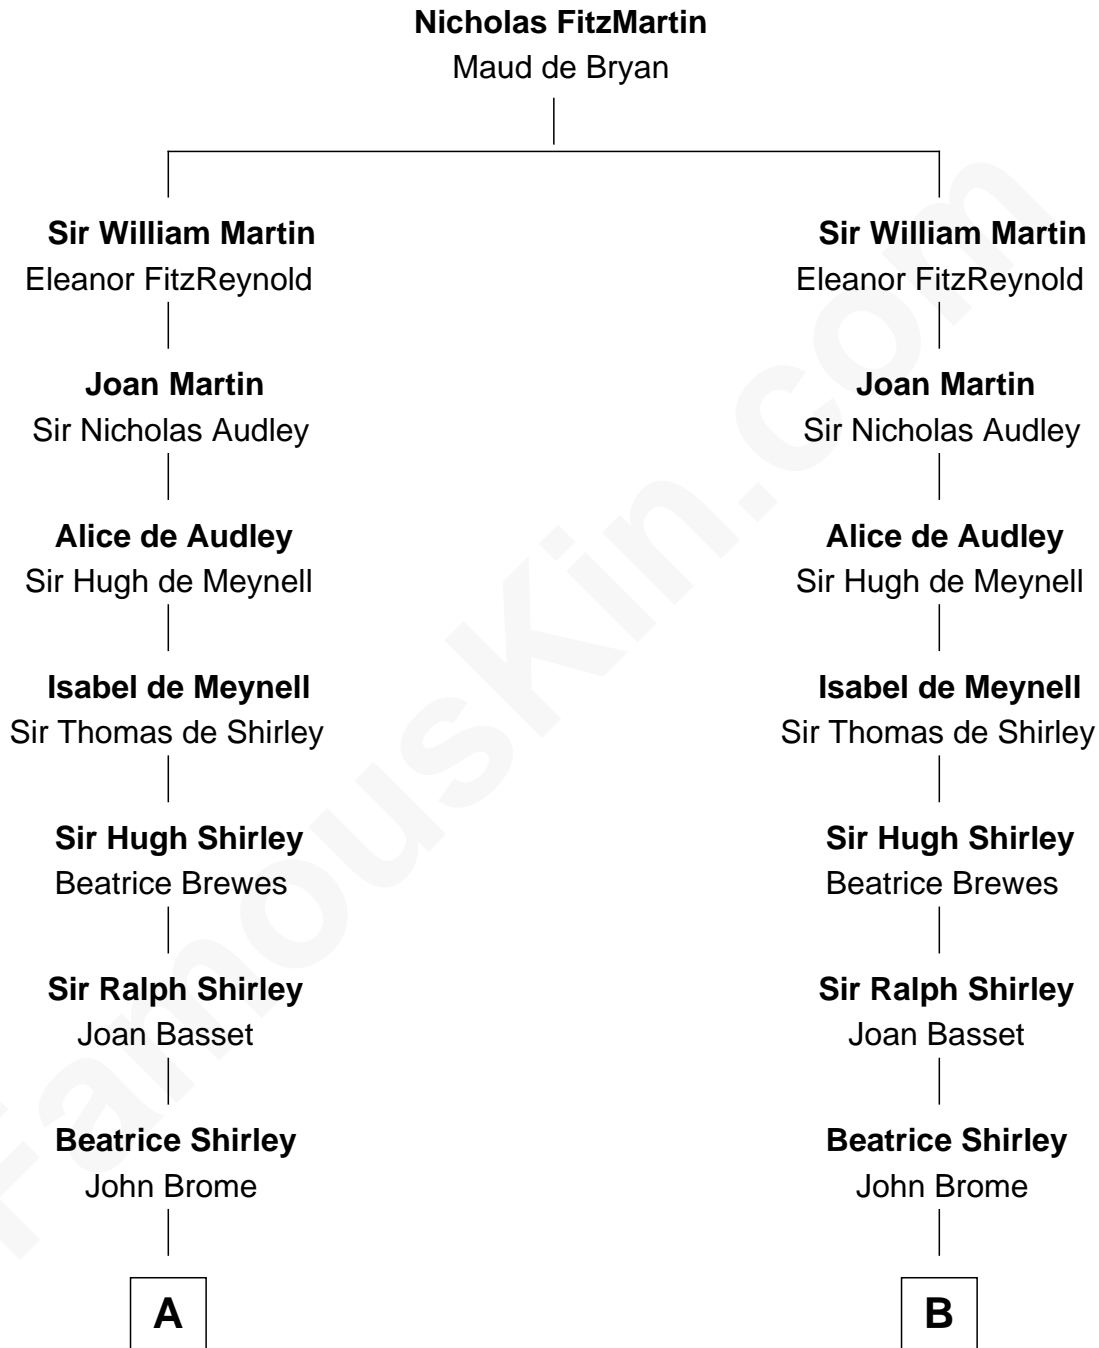 Nicholas FitzMartin
Maud de Bryan
Sir William Martin
Eleanor FitzReynold
Joan Martin
Sir Nicholas Audley
Alice de Audley
Sir Hugh de Meynell
Isabel de Meynell
Sir Thomas de Shirley
Sir Hugh Shirley
Beatrice Brewes
Sir Ralph Shirley
Joan Basset
Beatrice Shirley
John Brome
A
Sir William Martin
Eleanor FitzReynold
Joan Martin
Sir Nicholas Audley
Alice de Audley
Sir Hugh de Meynell
Isabel de Meynell
Sir Thomas de Shirley
Sir Hugh Shirley
Beatrice Brewes
Sir Ralph Shirley
Joan Basset
Beatrice Shirley
John Brome
B
FamousKin.com